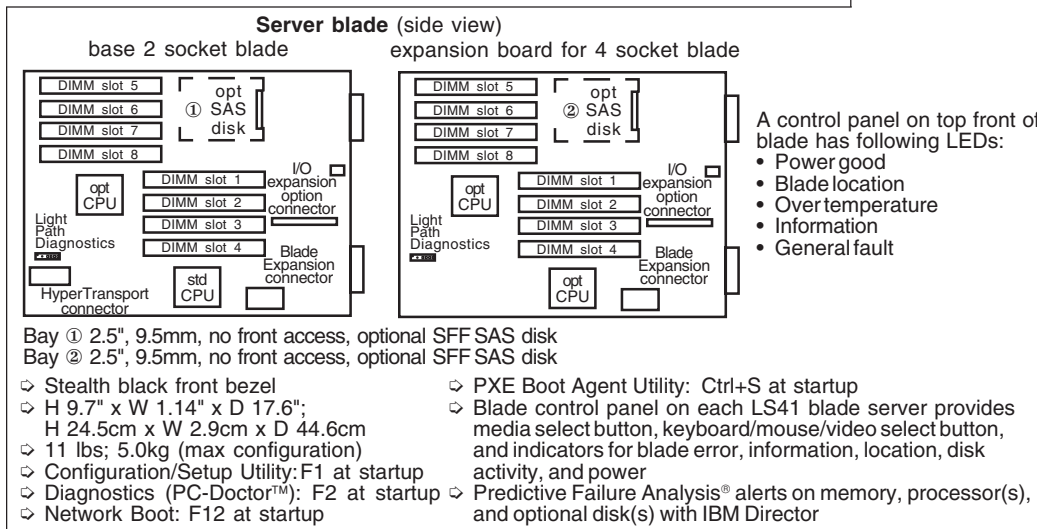 Server blade (side view)
base 2 socket blade
expansion board for 4 socket blade
DIMM slot 5
DIMM slot 6
DIMM slot 7
DIMM slot 8
① opt
SAS
disk
opt
CPU
DIMM slot 1
DIMM slot 2
DIMM slot 3
DIMM slot 4
I/O
expansion
option
connector
Light
Path
Diagnostics
HyperTransport
connector
std
CPU
Blade
Expansion
connector
DIMM slot 5
DIMM slot 6
DIMM slot 7
DIMM slot 8
② opt
SAS
disk
opt
CPU
DIMM slot 1
DIMM slot 2
DIMM slot 3
DIMM slot 4
I/O
expansion
option
connector
Light
Path
Diagnostics
opt
CPU
Blade
Expansion
connector
A control panel on top front of
blade has following LEDs:
• Power good
• Blade location
• Over temperature
• Information
• General fault
Bay ① 2.5", 9.5mm, no front access, optional SFF SAS disk
Bay ② 2.5", 9.5mm, no front access, optional SFF SAS disk
➪ Stealth black front bezel
➪ H 9.7" x W 1.14" x D 17.6";
H 24.5cm x W 2.9cm x D 44.6cm
➪ 11 lbs; 5.0kg (max configuration)
➪ Configuration/Setup Utility: F1 at startup
➪ Diagnostics (PC-Doctor™): F2 at startup
➪ Network Boot: F12 at startup
➪ PXE Boot Agent Utility: Ctrl+S at startup
➪ Blade control panel on each LS41 blade server provides
media select button, keyboard/mouse/video select button,
and indicators for blade error, information, location, disk
activity, and power
➪ Predictive Failure Analysis® alerts on memory, processor(s),
and optional disk(s) with IBM Director